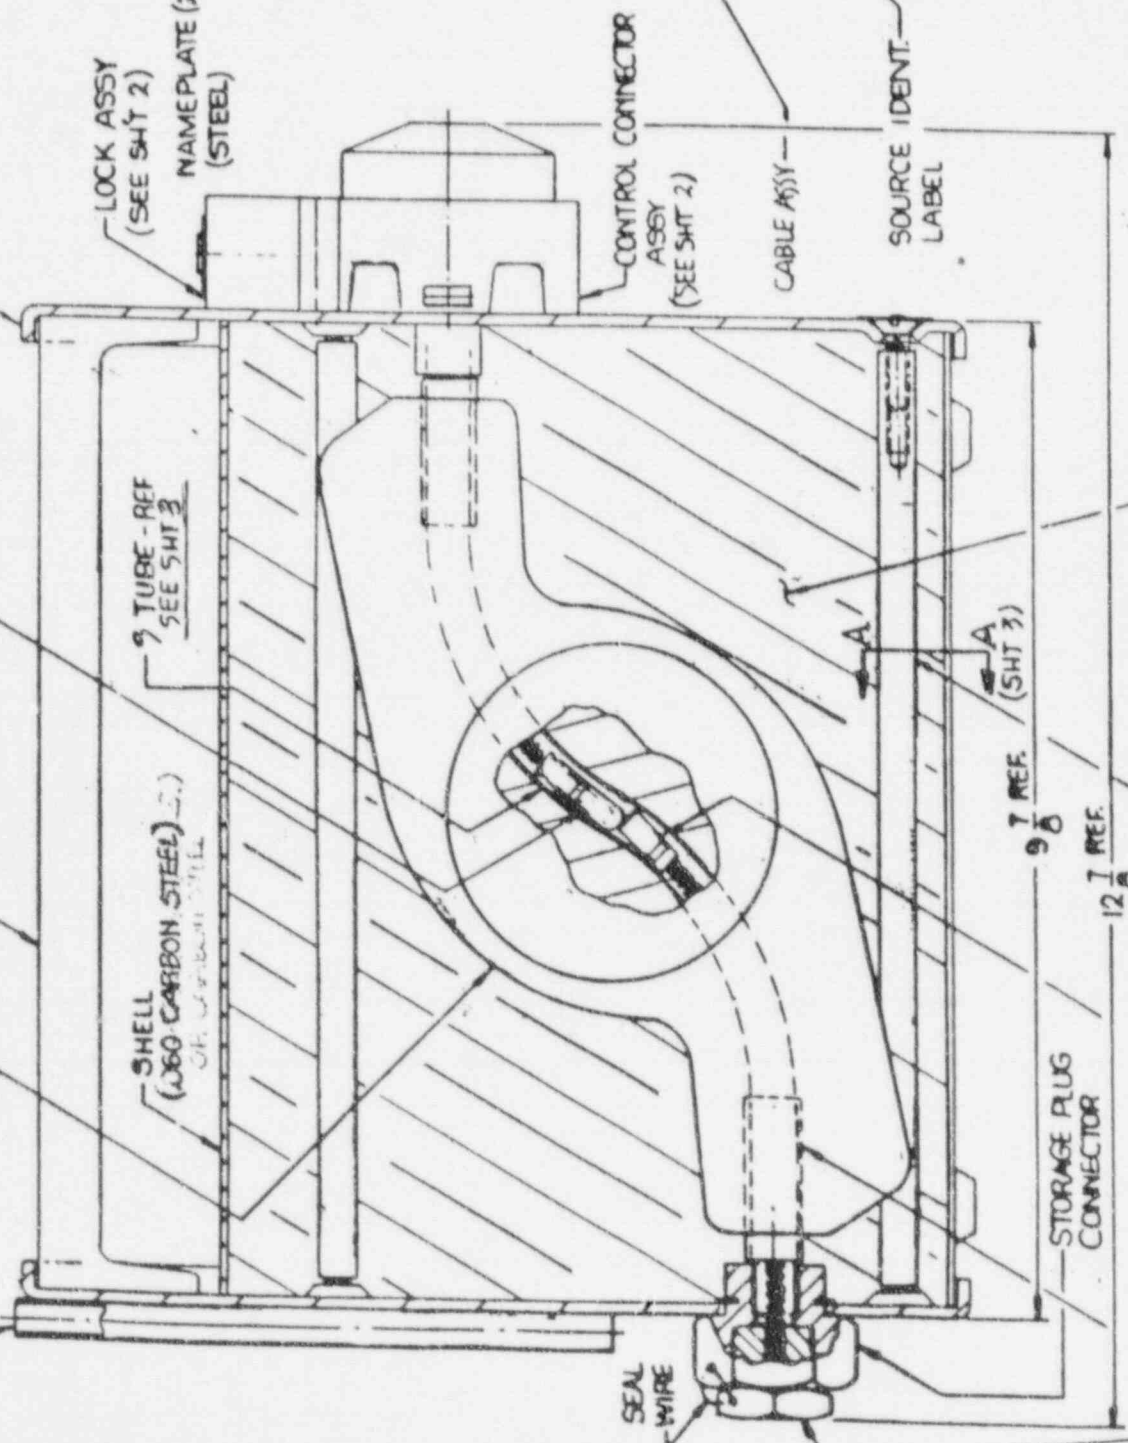 LOCK ASSY
(SEE SHT 2)
NAMEPLATE
(STEEL)
CONTROL CONNECTOR
ASSY
(SEE SHT 2)
CABLE ASSY
SOURCE IDENT.
LABEL
9 TUBE - REF
SEE SHT 3
SHELL
CARBON STEEL)
A
A
(SHT 3)
9 7/8 REF.
12 7/8 REF.
STORAGE PLUG
CONNECTOR
SEAL
WIRE